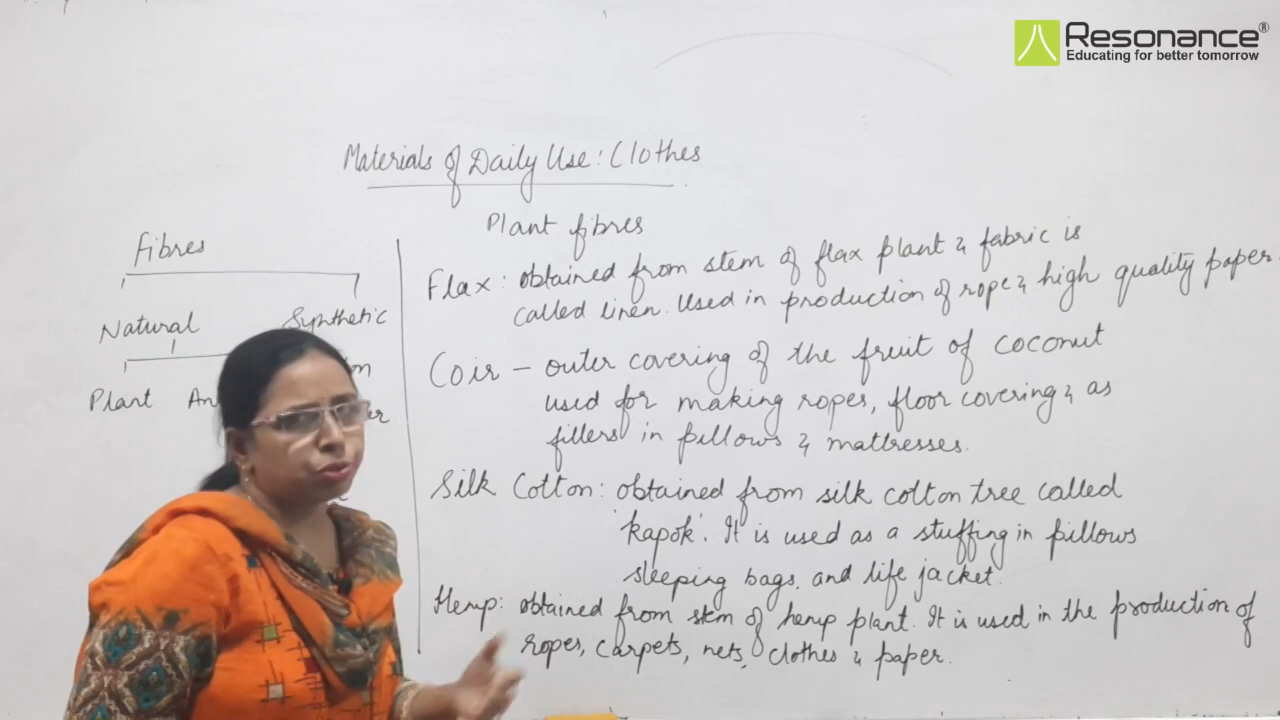 Resonance®
Educating for better tomorrow
Materials of Daily Use: Clothes
Fibres
Natural Synthetic
Plant An
Plant fibres
Flax: obtained from stem of flax plant & fabric is
called linen. Used in production of rope & high quality paper.
Coir – outer covering of the fruit of coconut
used for making ropes, floor covering & as
fillers in pillows & mattresses.
Silk Cotton: obtained from silk cotton tree called
'kapok'. It is used as a stuffing in pillows
sleeping bags, and life jacket.
Hemp: obtained from stem of hemp plant. It is used in the production of
ropes, carpets, nets, clothes & paper.